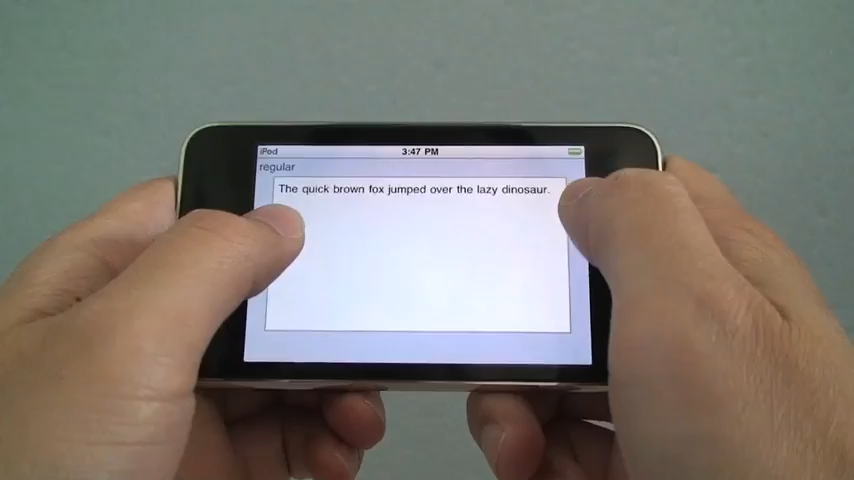 iPod 3:47 PM
regular
The quick brown fox jumped over the lazy dinosaur.